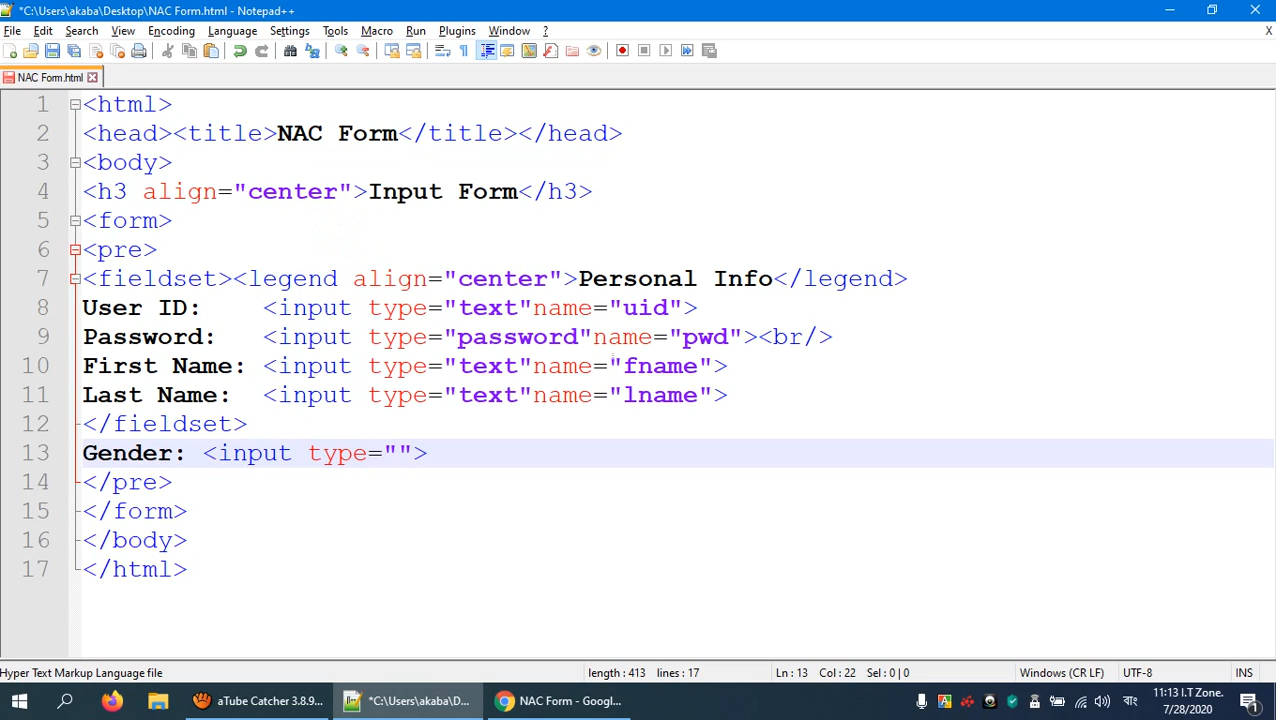 *C:\Users\akaba\Desktop\NAC Form.html - Notepad++
File Edit Search View Encoding Language Settings Tools Macro Run Plugins Window ? X
NAC Form.html
1 <html>
2 <head><title>NAC Form</title></head>
3 <body>
4 <h3 align="center">Input Form</h3>
5 <form>
6 <pre>
7 <fieldset><legend align="center">Personal Info</legend>
8 User ID:    <input type="text"name="uid">
9 Password:   <input type="password"name="pwd"><br/>
10 First Name: <input type="text"name="fname">
11 Last Name:  <input type="text"name="lname">
12 </fieldset>
13 Gender: <input type="">
14 </pre>
15 </form>
16 </body>
17 </html>
Hyper Text Markup Language file length : 413 lines : 17 Ln : 13 Col : 22 Sel : 0 | 0 Windows (CR LF) UTF-8 INS
aTube Catcher 3.8.9... *C:\Users\akaba\D... NAC Form - Googl... বাং 11:13 I.T Zone.
7/28/2020